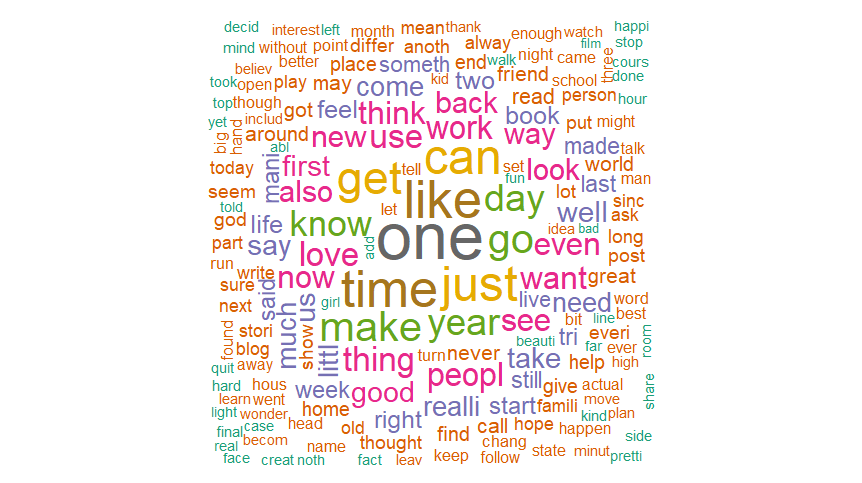 decid interest left month mean thank enough watch happi
mind without point differ anoth alway night came film stop
believ better place someth end walk friend school three cours done
took open play may come kid two read person hour
top though got feel think back book put might
yet includ around new use work way made talk
big hand abl first tell can set look world man
today mani also get fun lot last sinc
seem told let like day well ask
god life know one go idea bad long
part say add even post
run write love now time just want great
sure said us girl live need word
next much make year see bit line best
stori show beauti tri everi room
found blog littl thing turn never far ever
quit away peopl take help high
hard hous week good still give actual share
learn went realli start famili move
light wonder home right kind plan
final case head old call hope happen side
real becom name thought find chang state minut
face creat noth fact leav keep follow pretti